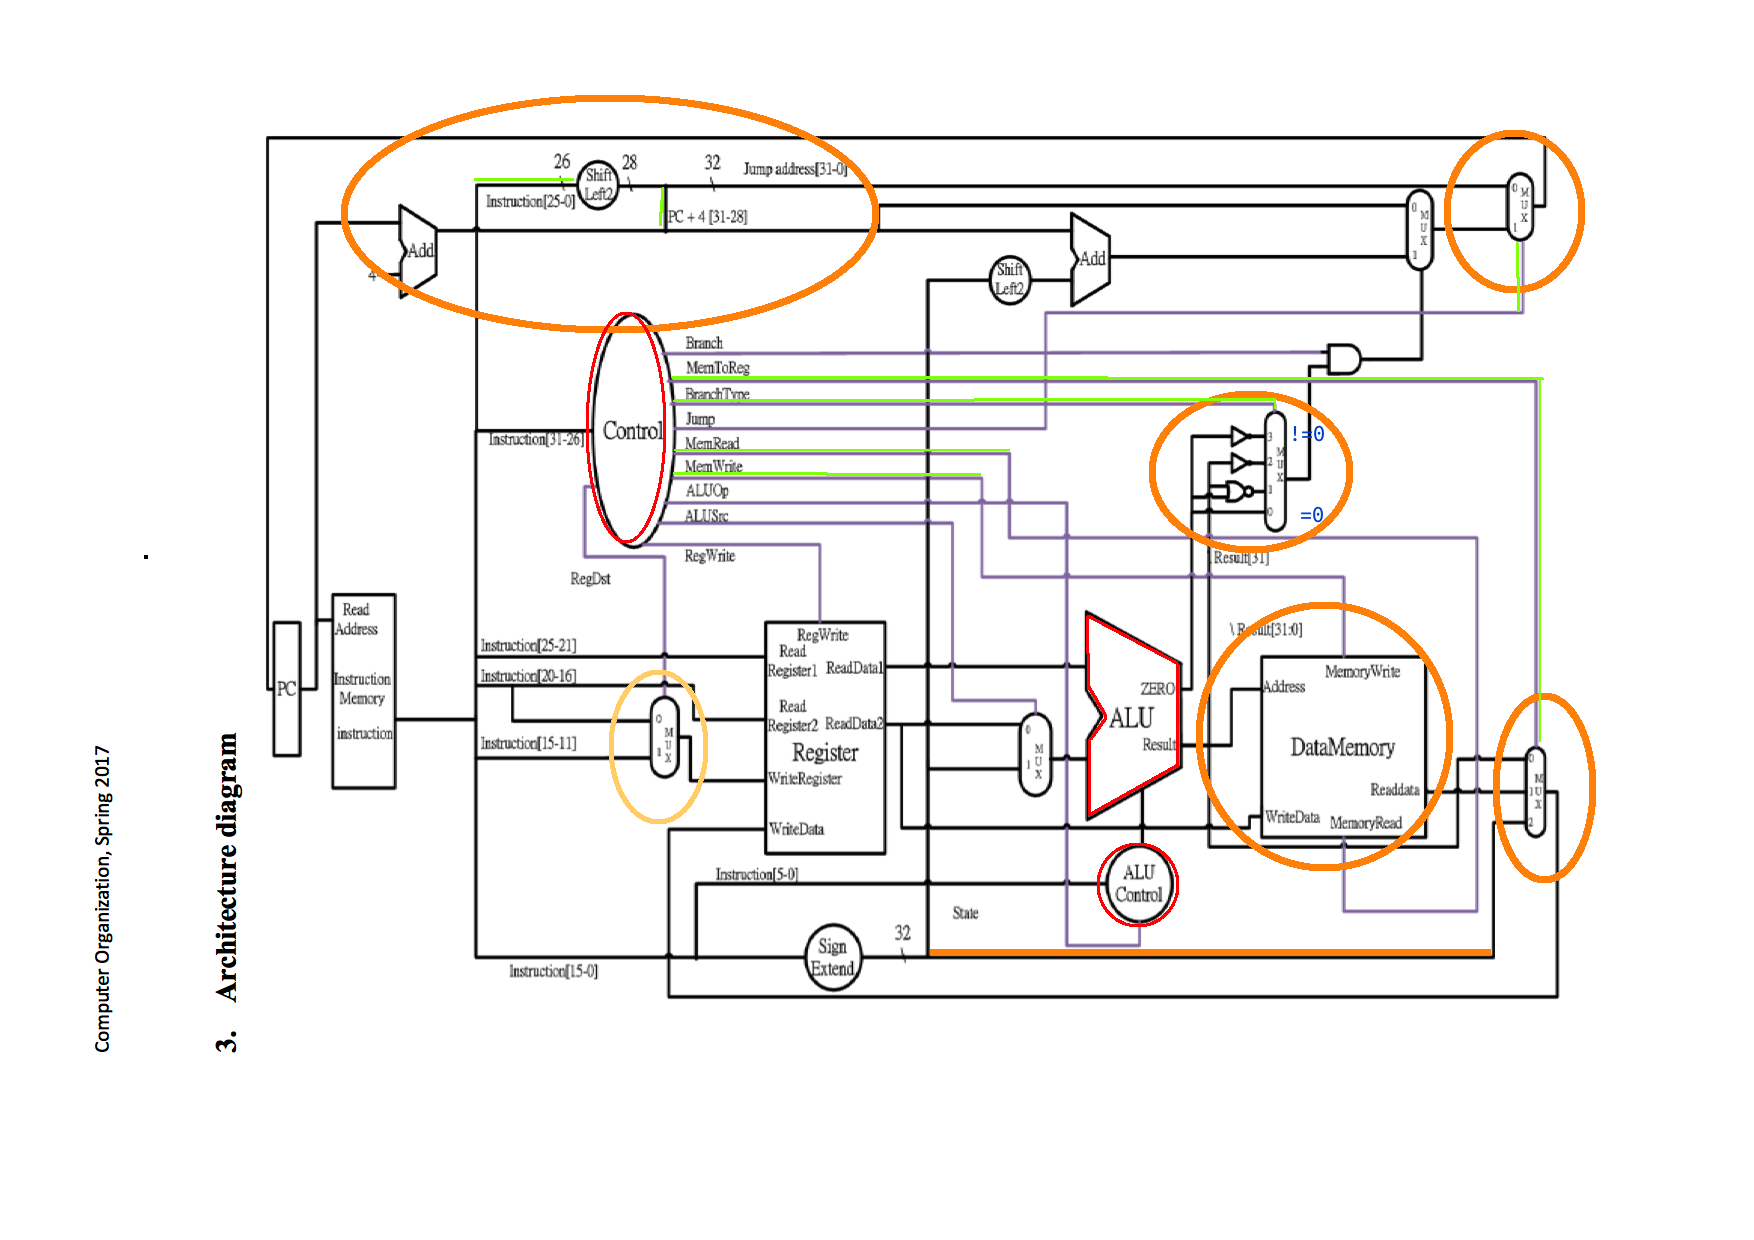 Computer Organization, Spring 2017
3. Architecture diagram
26
28
32
Jump address[31-0]
Shift
Left2
Instruction[25-0]
PC + 4 [31-28]
Add
4
Shift
Left2
Add
0
M
U
X
1
0
M
U
X
1
Control
Instruction[31-26]
Branch
MemToReg
BranchType
Jump
MemRead
MemWrite
ALUOp
ALUSrc
RegWrite
RegDst
3
M
2
U
X
1
0
!=0
=0
Result[31]
\ Result[31:0]
PC
Read
Address
Instruction
Memory
instruction
Instruction[25-21]
Instruction[20-16]
Instruction[15-11]
0
M
U
1
X
RegWrite
Read
Register1
ReadData1
Read
Register2
ReadData2
Register
WriteRegister
WriteData
0
M
U
1
X
ZERO
ALU
Result
MemoryWrite
Address
DataMemory
Readdata
WriteData
MemoryRead
0
M
1
U
X
2
ALU
Control
Instruction[5-0]
State
Sign
Extend
32
Instruction[15-0]